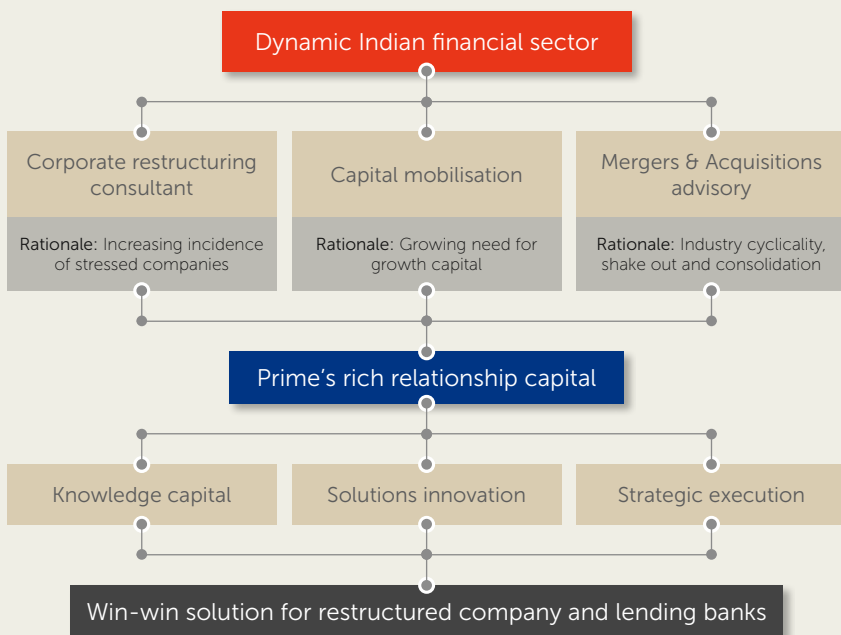 Dynamic Indian financial sector
Corporate restructuring
consultant
Rationale: Increasing incidence
of stressed companies
Capital mobilisation
Rationale: Growing need for
growth capital
Mergers & Acquisitions
advisory
Rationale: Industry cyclicality,
shake out and consolidation
Prime’s rich relationship capital
Knowledge capital
Solutions innovation
Strategic execution
Win-win solution for restructured company and lending banks